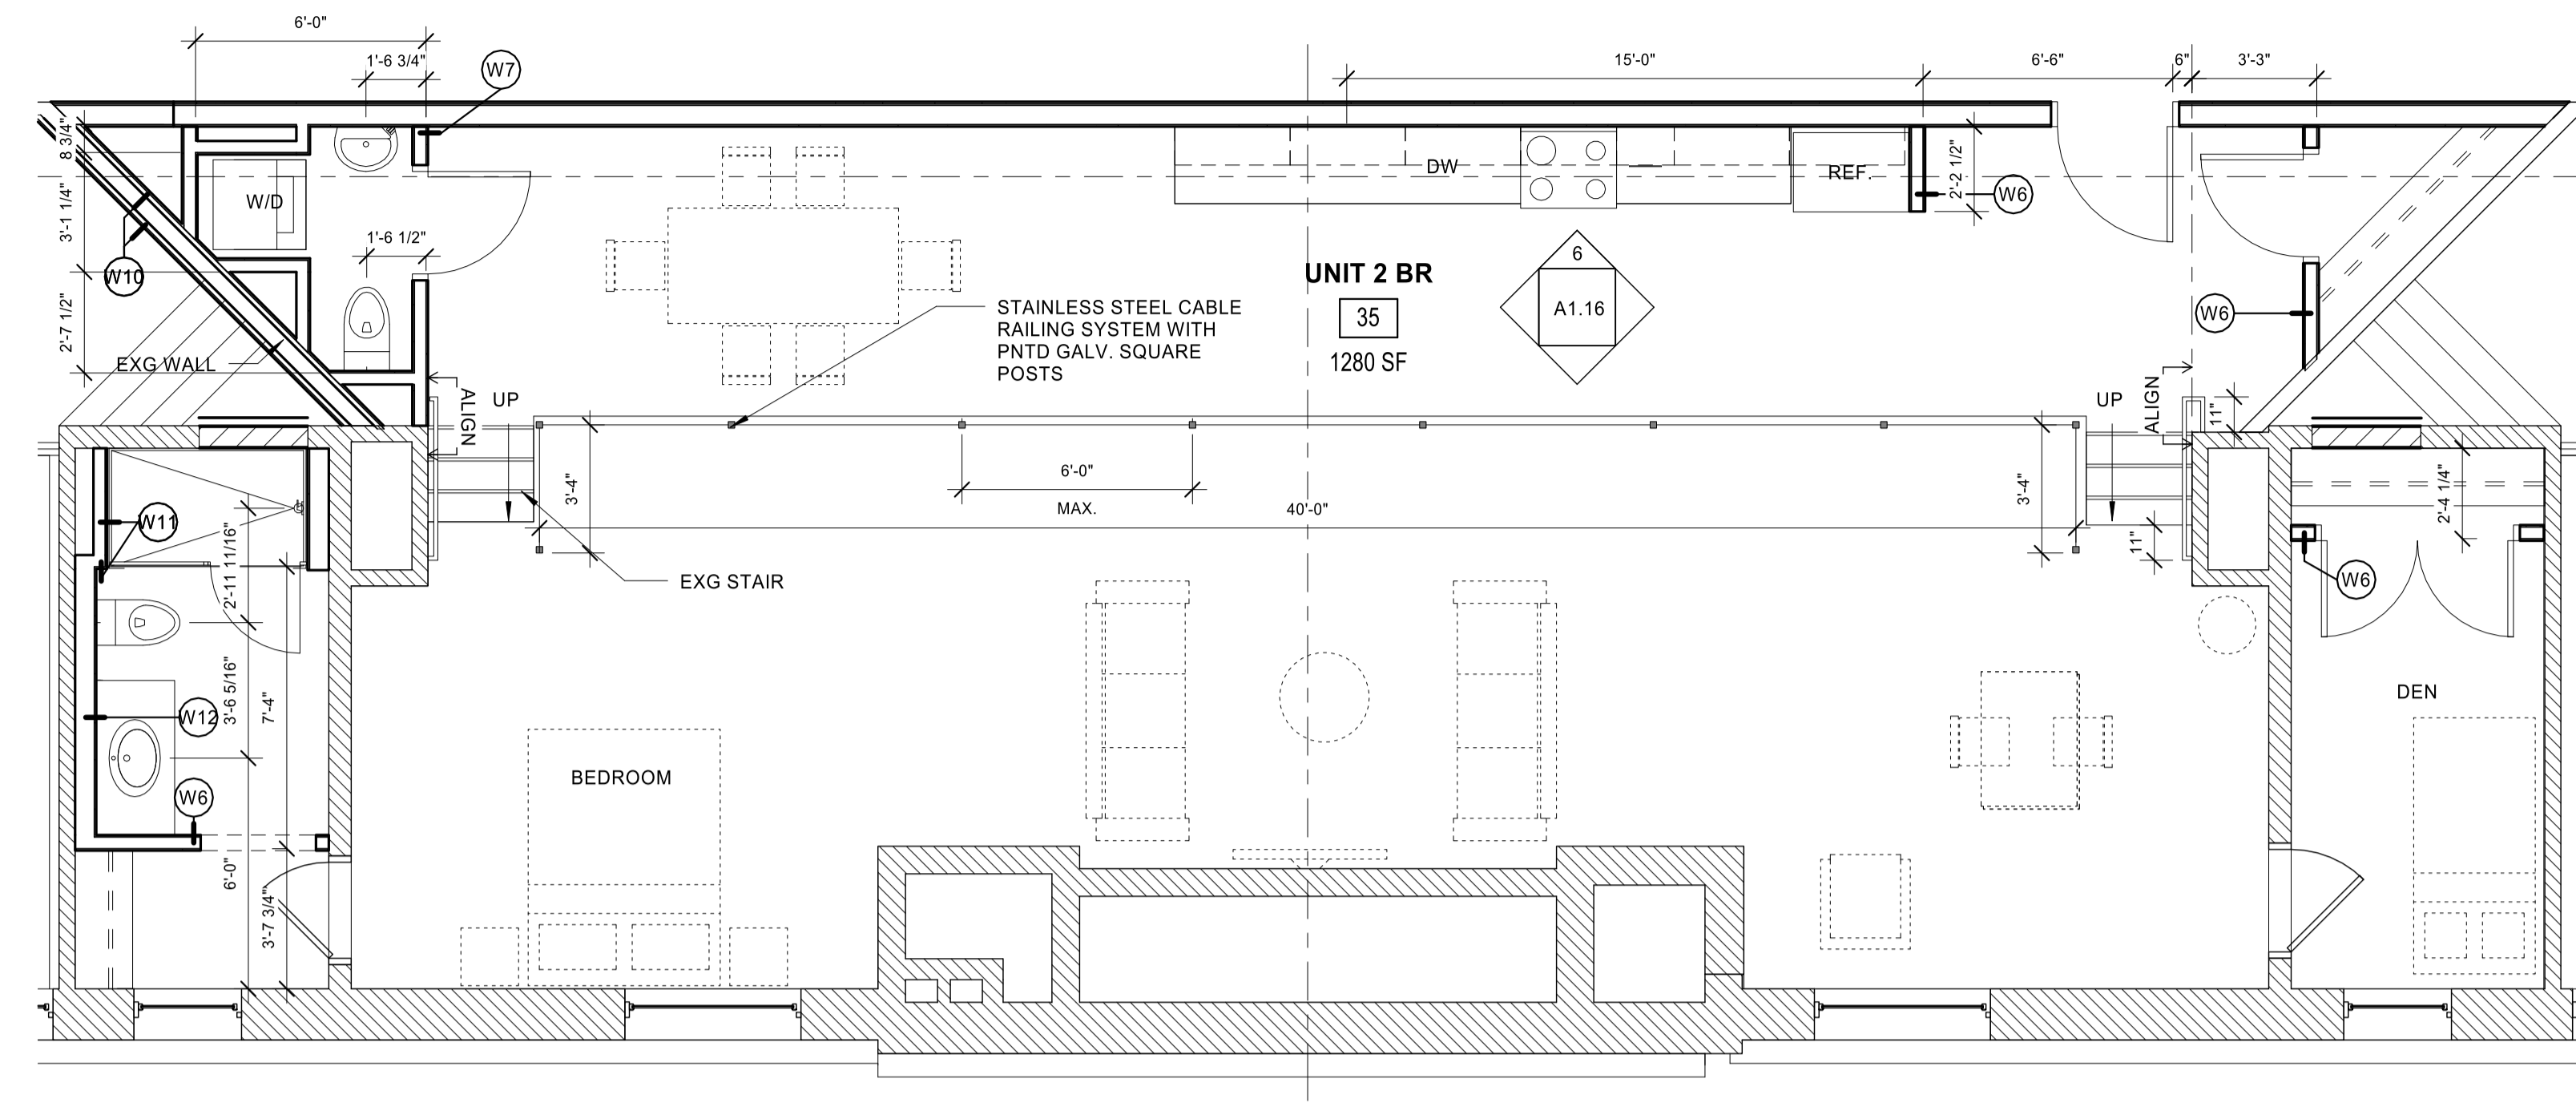 6'-0"
1'-6 3/4"
W7
15'-0"
6'-6"
6"
3'-3"
8 3/4"
3'-1 1/4"
2'-7 1/2"
W/D
W10
1'-6 1/2"
EXG WALL
DW
REF.
2'-2 1/2"
W6
UNIT 2 BR
35
1280 SF
6
A1.16
STAINLESS STEEL CABLE
RAILING SYSTEM WITH
PNTD GALV. SQUARE
POSTS
W6
ALIGN
UP
UP
ALIGN
11"
3'-4"
6'-0"
MAX.
40'-0"
3'-4"
11"
2'-4 1/4"
W11
2'-11 11/16"
EXG STAIR
W6
3'-6 5/16"
7'-4"
W12
DEN
BEDROOM
W6
6'-0"
3'-7 3/4"